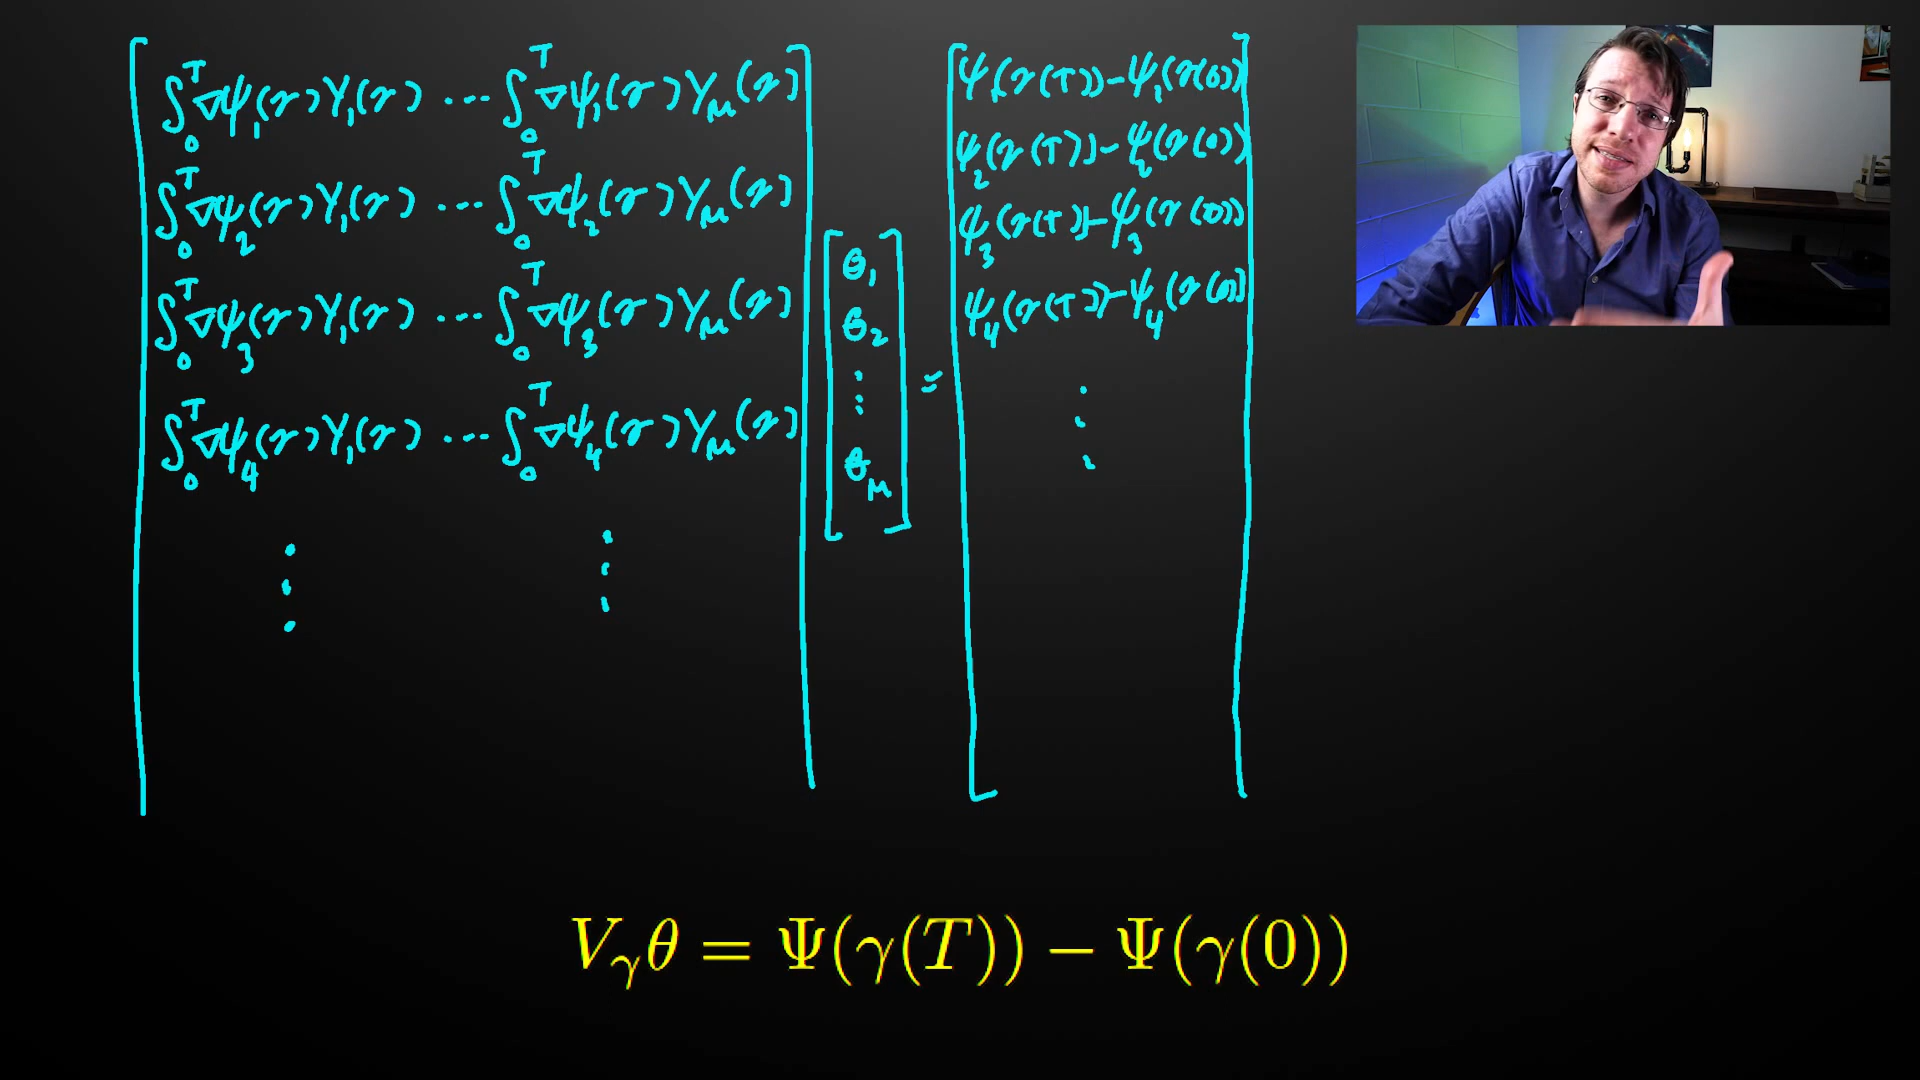 ∫₀ᵀ ∇ψ₁(γ)Y₁(γ) ... ∫₀ᵀ ∇ψ₁(γ)Y_M(γ)
∫₀ᵀ ∇ψ₂(γ)Y₁(γ) ... ∫₀ᵀ ∇ψ₂(γ)Y_M(γ)
∫₀ᵀ ∇ψ₃(γ)Y₁(γ) ... ∫₀ᵀ ∇ψ₃(γ)Y_M(γ)
∫₀ᵀ ∇ψ₄(γ)Y₁(γ) ... ∫₀ᵀ ∇ψ₄(γ)Y_M(γ)
⋮ ⋮
θ₁
θ₂
⋮
θ_M
=
ψ₁(γ(T))-ψ₁(γ(0))
ψ₂(γ(T))-ψ₂(γ(0))
ψ₃(γ(T))-ψ₃(γ(0))
ψ₄(γ(T))-ψ₄(γ(0))
⋮
V_γθ = Ψ(γ(T)) − Ψ(γ(0))